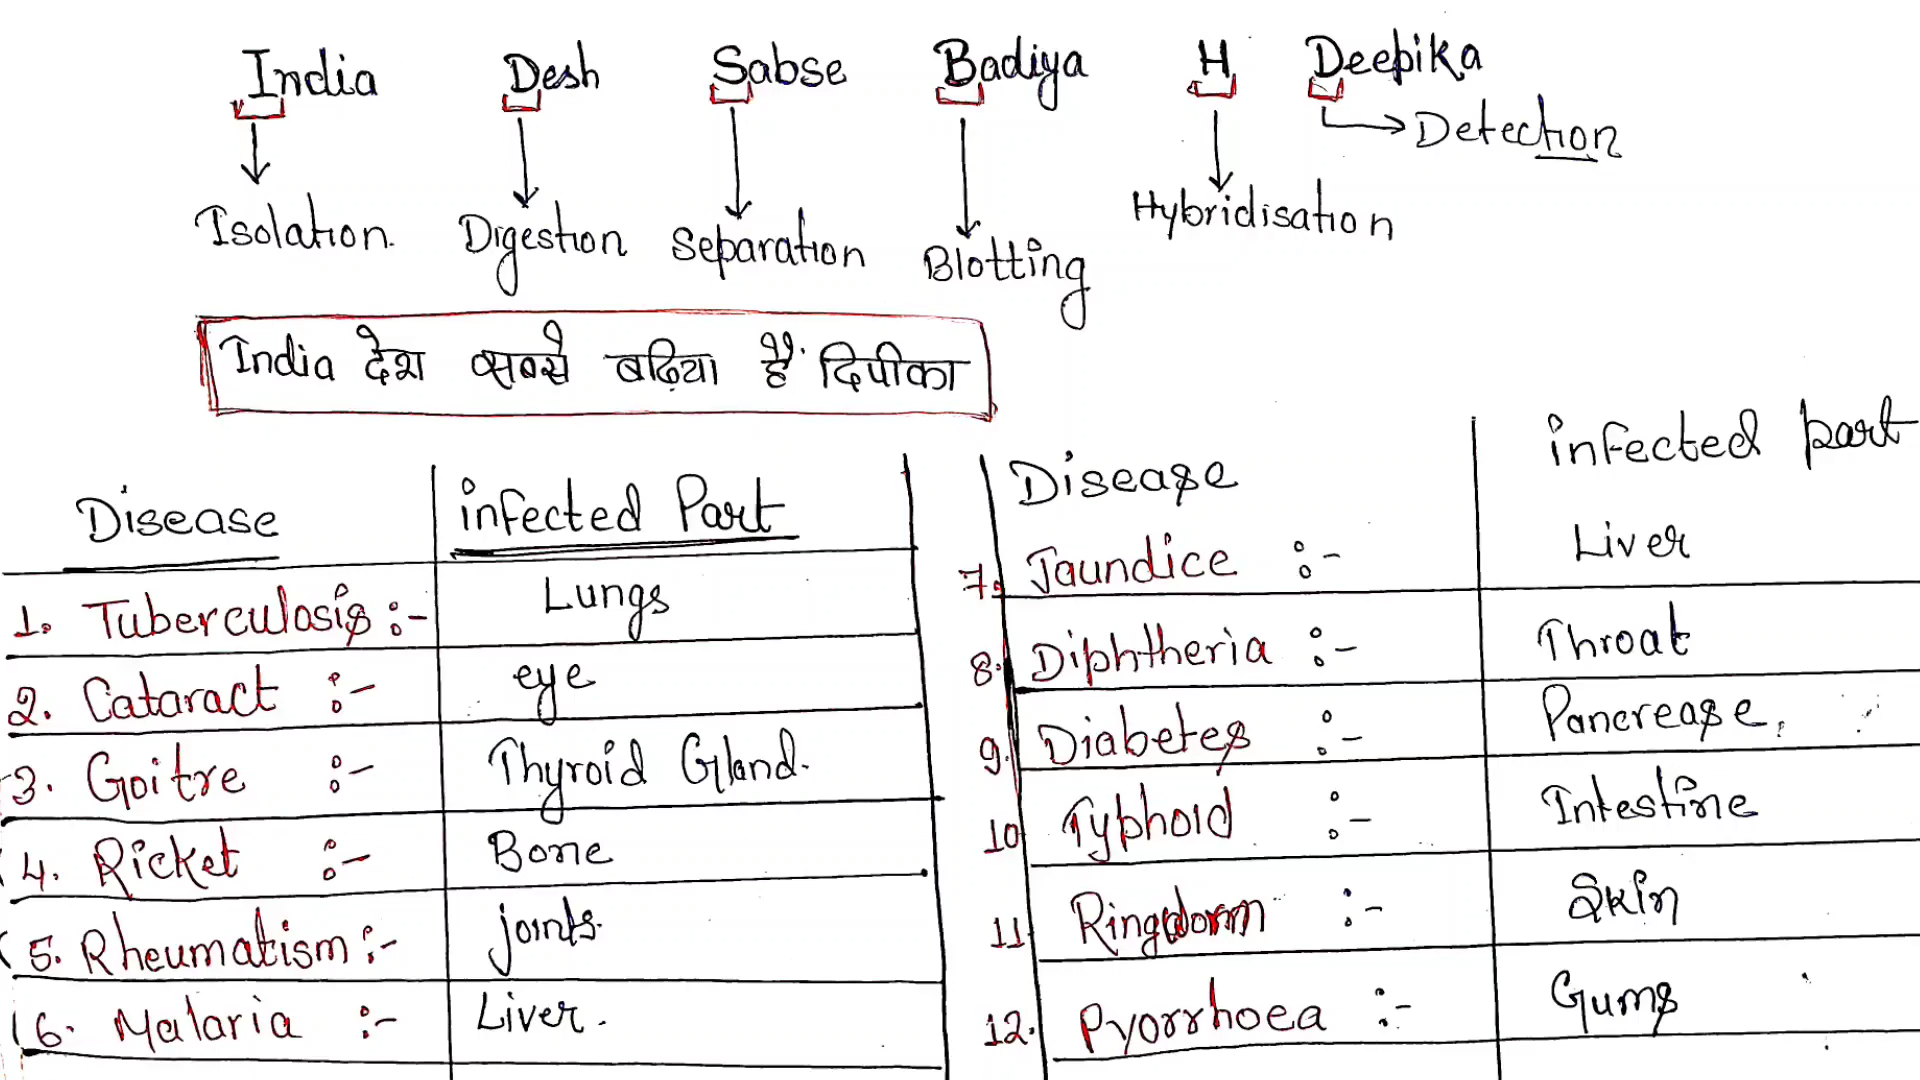 India Desh Sabse Badiya H Deepika
Detection
Isolation. Digestion Separation Blotting Hybridisation
India देश सबसे बढ़िया हैं दिपीका
Disease infected Part
1. Tuberculosis :- Lungs
2. Cataract :- eye
3. Goitre :- Thyroid Gland.
4. Ricket :- Bone
5. Rheumatism :- joints.
6. Malaria :- Liver.
Disease infected part
7. Jaundice :- Liver
8. Diphtheria :- Throat
9. Diabetes :- Pancrease,
10 Typhoid :- Intestine
11 Ringworm :- Skin
12. Pyorrhoea :- Gums